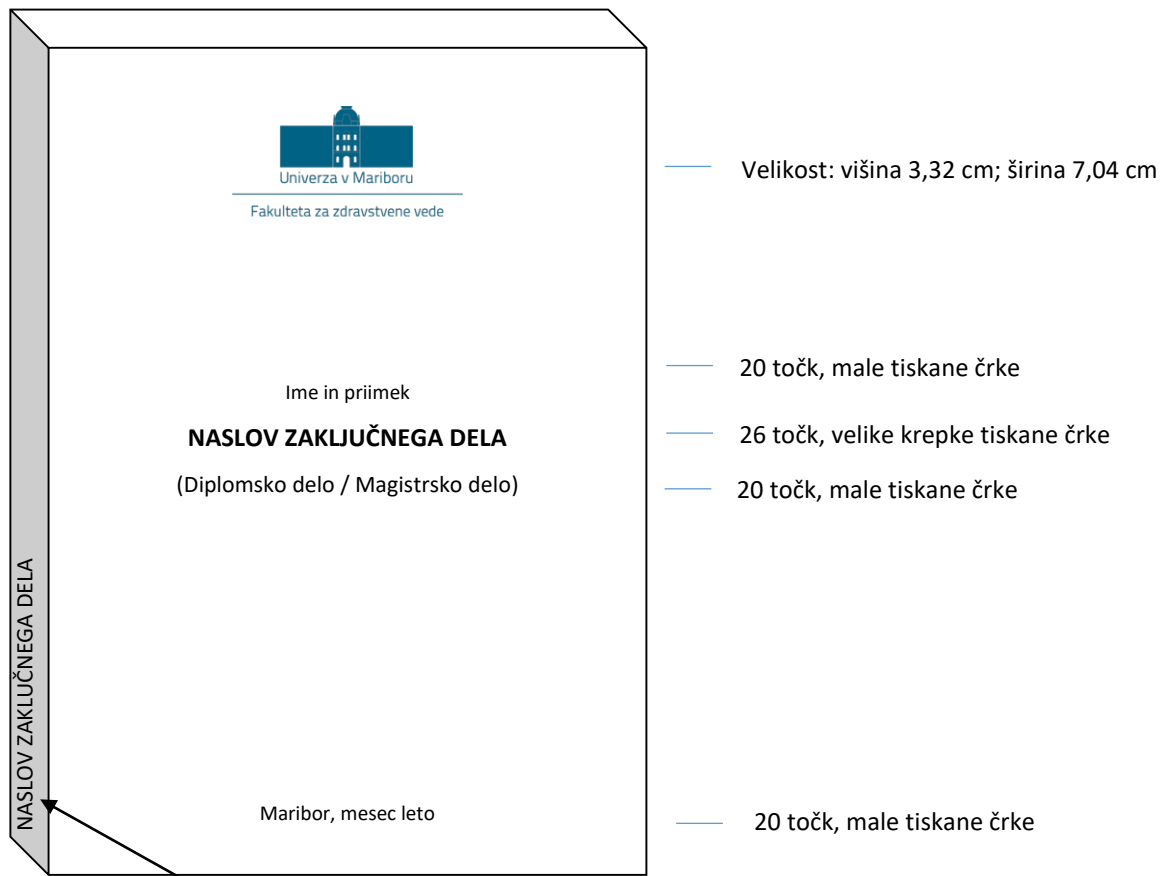 Univerza v Mariboru
Fakulteta za zdravstvene vede
Velikost: višina 3,32 cm; širina 7,04 cm
Ime in priimek
20 točk, male tiskane črke
NASLOV ZAKLJUČNEGA DELA
26 točk, velike krepke tiskane črke
(Diplomsko delo / Magistrsko delo)
20 točk, male tiskane črke
NASLOV ZAKLUČNEGA DELA
Maribor, mesec leto
20 točk, male tiskane črke